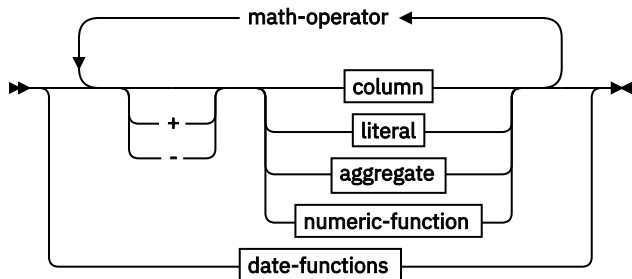 math-operator
column
+
literal
-
aggregate
numeric-function
date-functions